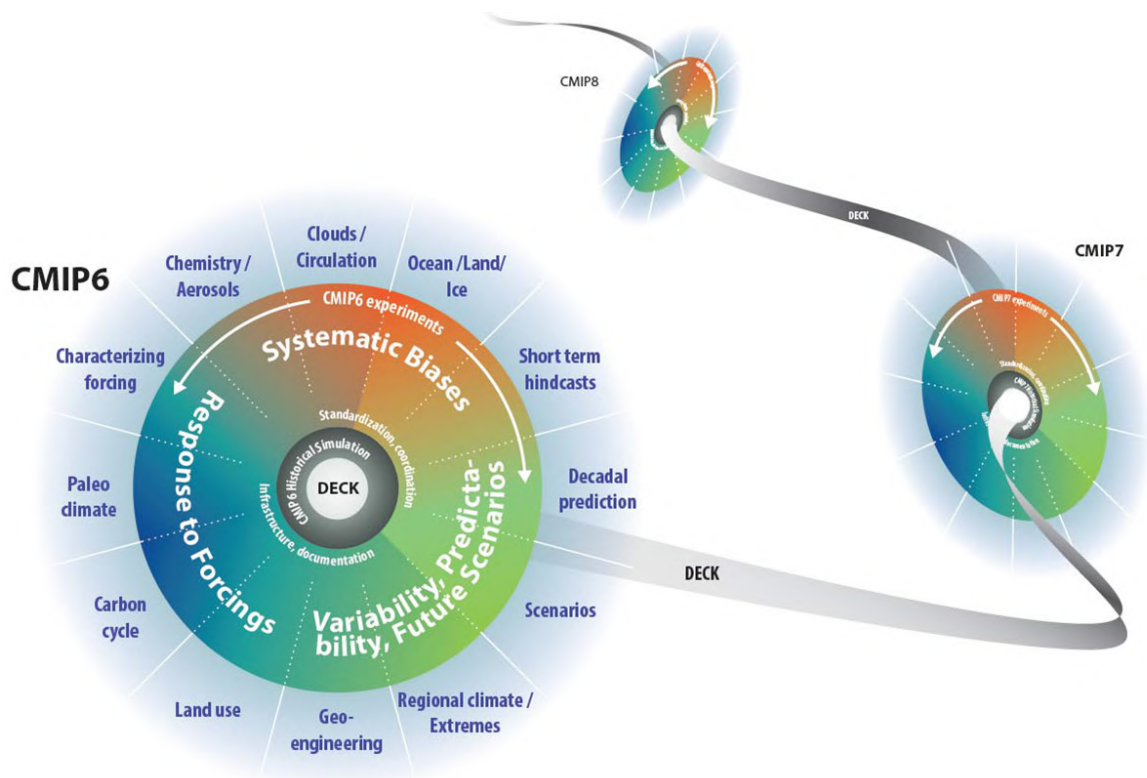 CMIP8
DECK
CMIP7
CMIP7 experiments
CMIP6
Clouds /
Circulation
Chemistry /
Aerosols
Ocean /Land/
Ice
CMIP6 experiments
Systematic Biases
Characterizing
forcing
Short term
hindcasts
Standardization, coordination
CMIP6 Historical Simulation
DECK
Infrastructure, documentation
Response to Forcings
Variability, Predicta-
bility, Future Scenarios
Paleo
climate
Decadal
prediction
DECK
Carbon
cycle
Scenarios
Land use
Geo-
engineering
Regional climate /
Extremes